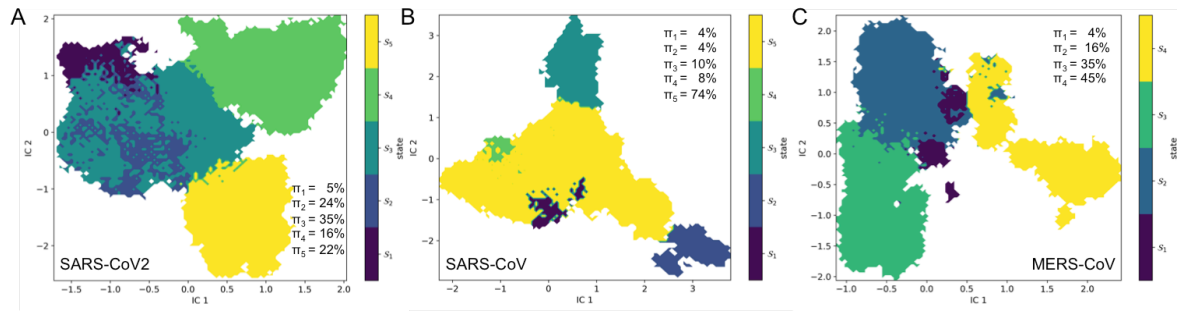 A
B
C
2
1
0
−1
−2
IC 2
−1.5
−1.0
−0.5
0.0
0.5
1.0
1.5
2.0
IC 1
π1 = 5%
π2 = 24%
π3 = 35%
π4 = 16%
π5 = 22%
SARS-CoV2
S5
S4
S3
S2
S1
state
3
2
1
0
−1
−2
IC 2
−2
−1
0
1
2
3
IC 1
π1 = 4%
π2 = 4%
π3 = 10%
π4 = 8%
π5 = 74%
SARS-CoV
S5
S4
S3
S2
S1
state
2.0
1.5
1.0
0.5
0.0
−0.5
−1.0
−1.5
−2.0
IC 2
−1.0
−0.5
0.0
0.5
1.0
1.5
2.0
IC 1
π1 = 4%
π2 = 16%
π3 = 35%
π4 = 45%
MERS-CoV
S4
S3
S2
S1
state